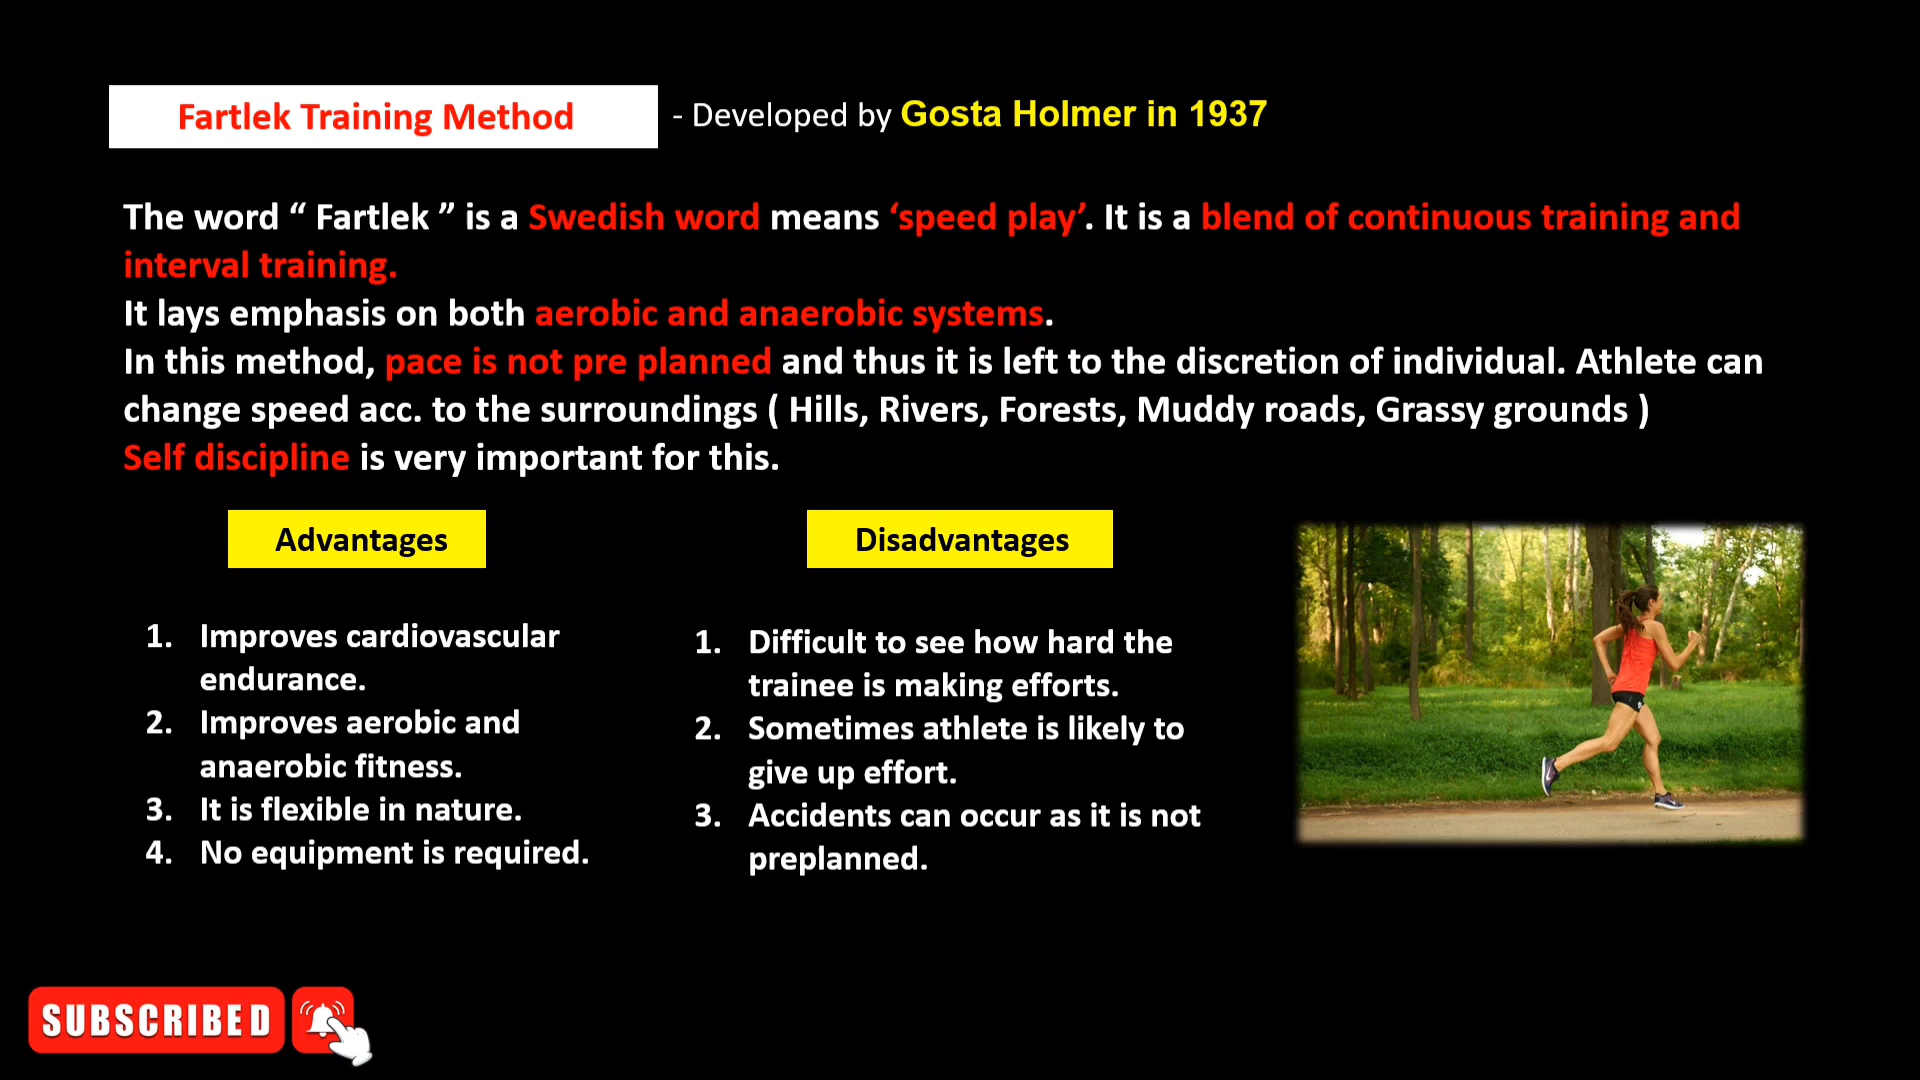 Fartlek Training Method - Developed by Gosta Holmer in 1937
The word “ Fartlek ” is a Swedish word means ‘speed play’. It is a blend of continuous training and
interval training.
It lays emphasis on both aerobic and anaerobic systems.
In this method, pace is not pre planned and thus it is left to the discretion of individual. Athlete can
change speed acc. to the surroundings ( Hills, Rivers, Forests, Muddy roads, Grassy grounds )
Self discipline is very important for this.
Advantages
1. Improves cardiovascular
endurance.
2. Improves aerobic and
anaerobic fitness.
3. It is flexible in nature.
4. No equipment is required.
Disadvantages
1. Difficult to see how hard the
trainee is making efforts.
2. Sometimes athlete is likely to
give up effort.
3. Accidents can occur as it is not
preplanned.
SUBSCRIBED